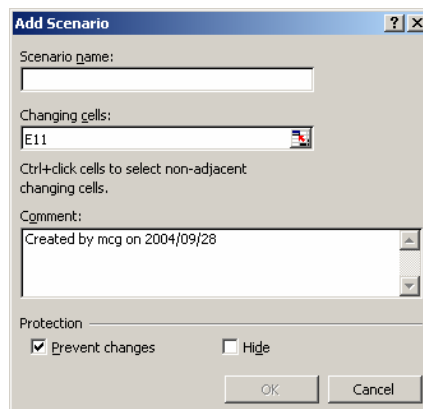 Add Scenario
Scenario name:
Changing cells:
E11
Ctrl+click cells to select non-adjacent
changing cells.
Comment:
Created by mcg on 2004/09/28
Protection
Prevent changes Hide
OK Cancel